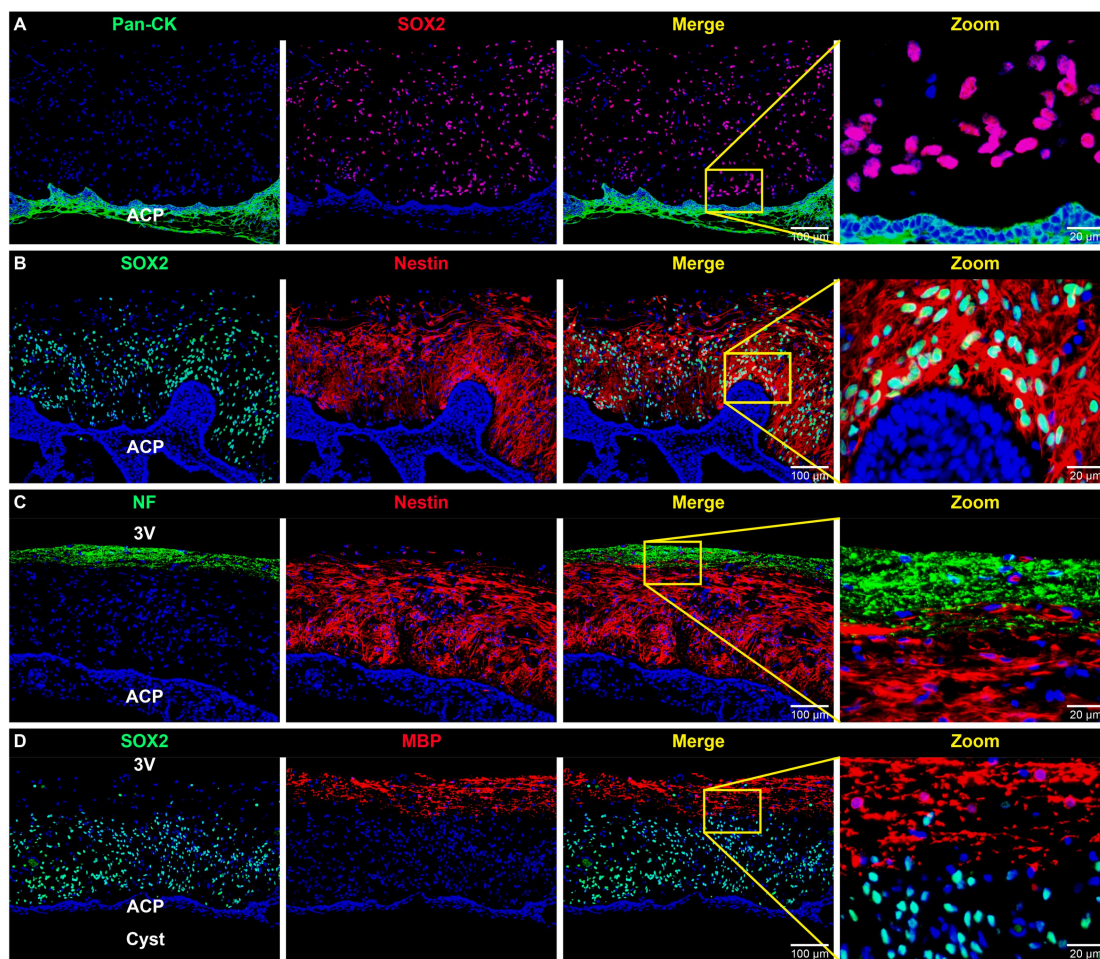 A Pan-CK SOX2 Merge Zoom
ACP
100 µm 20 µm
B SOX2 Nestin Merge Zoom
ACP
100 µm 20 µm
C NF Nestin Merge Zoom
3V
ACP
100 µm 20 µm
D SOX2 MBP Merge Zoom
3V
ACP
Cyst
100 µm 20 µm